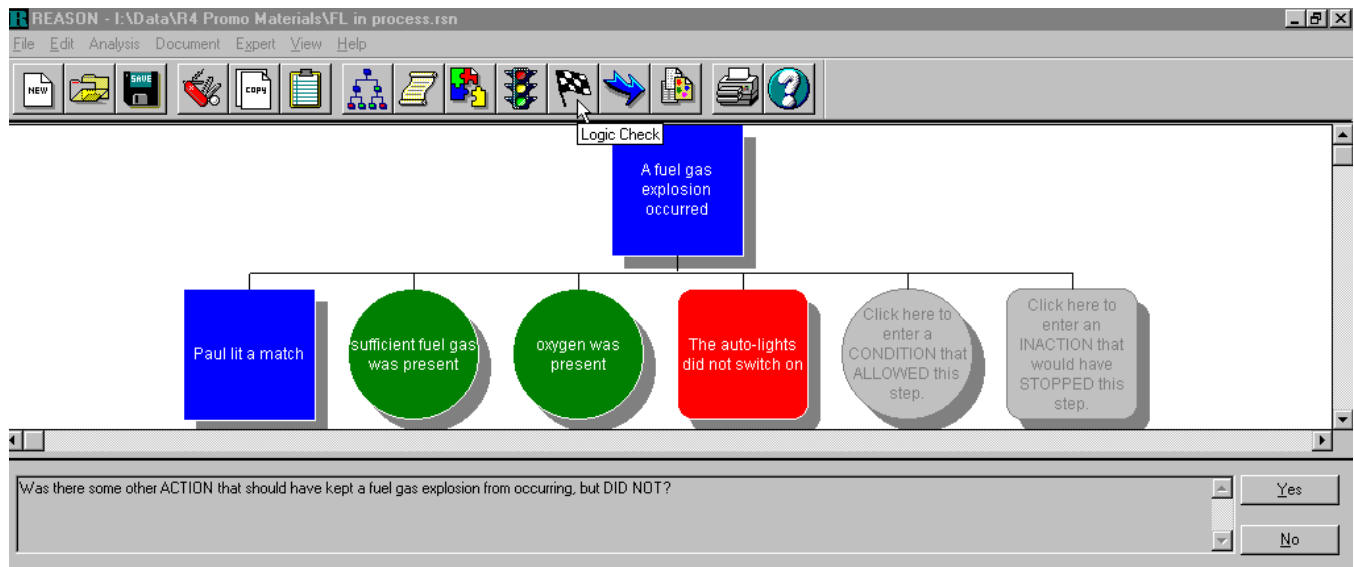 REASON - I:\Data\R4 Promo Materials\FL in process.rsn
File Edit Analysis Document Expert View Help
NEW
SAVE
COPY
Logic Check
A fuel gas
explosion
occurred
Paul lit a match
sufficient fuel gas
was present
oxygen was
present
The auto-lights
did not switch on
Click here to
enter a
CONDITION that
ALLOWED this
step.
Click here to
enter an
INACTION that
would have
STOPPED this
step.
Was there some other ACTION that should have kept a fuel gas explosion from occurring, but DID NOT?
Yes
No